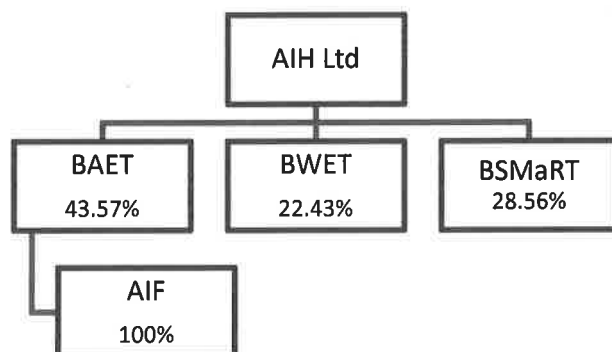 AIH Ltd
BAET
43.57%
BWET
22.43%
BSMaRT
28.56%
AIF
100%